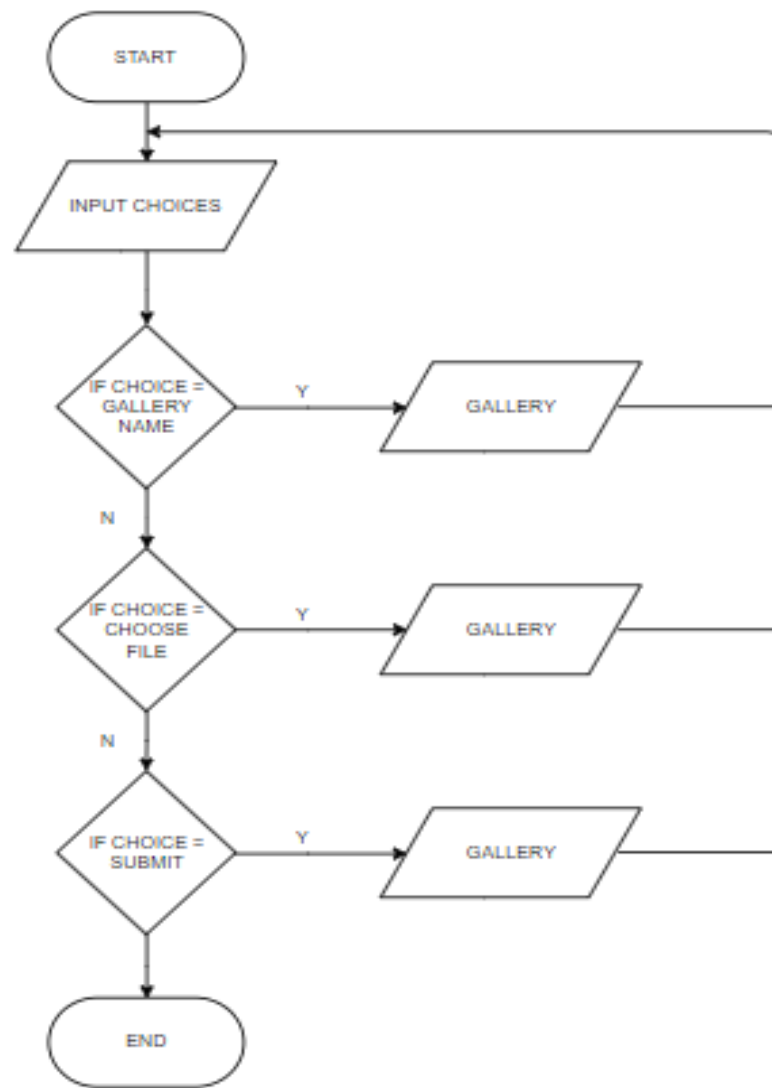 START
INPUT CHOICES
IF CHOICE =
GALLERY
NAME
Y
GALLERY
N
IF CHOICE =
CHOOSE
FILE
Y
GALLERY
N
IF CHOICE =
SUBMIT
Y
GALLERY
END